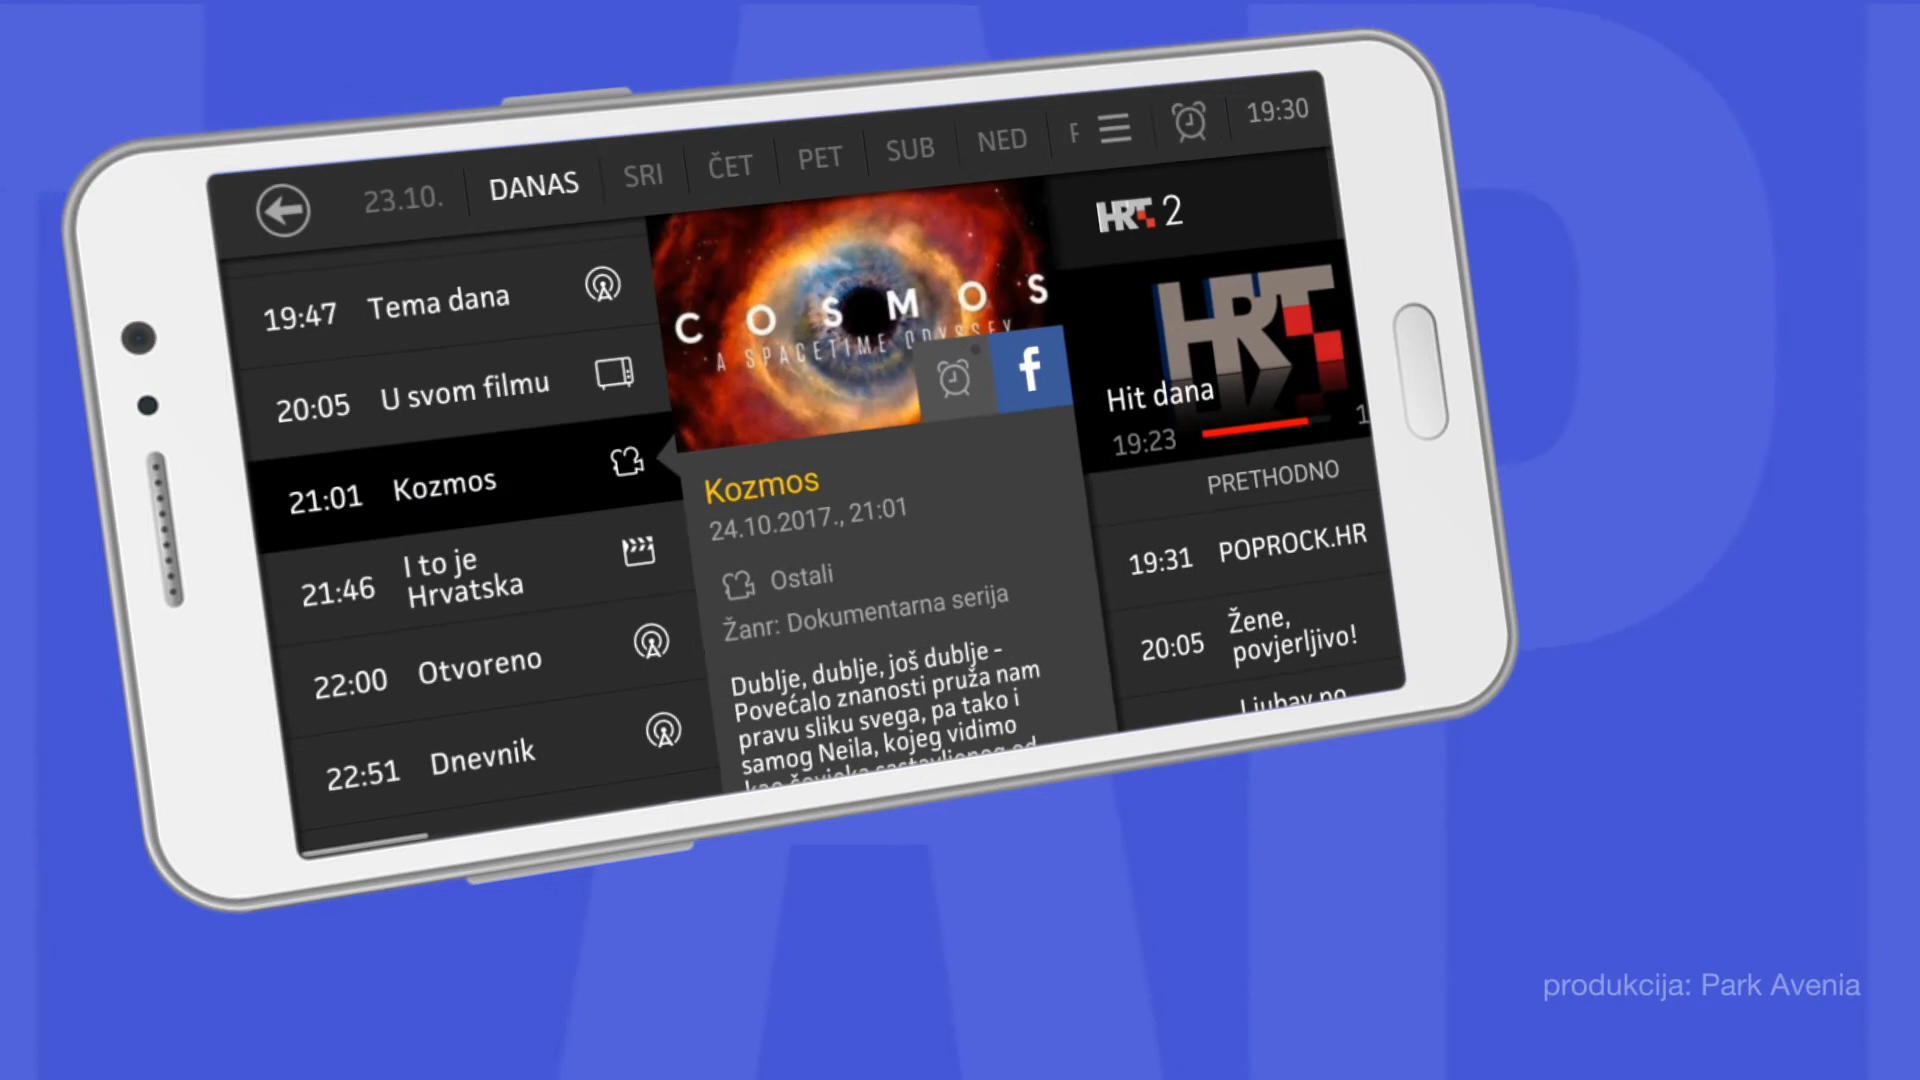 23.10.
DANAS
SRI
ČET
PET
SUB
NED
19:30
19:47 Tema dana
20:05 U svom filmu
21:01 Kozmos
21:46 I to je
Hrvatska
22:00 Otvoreno
22:51 Dnevnik
COSMOS
A SPACETIME ODYSSEY
f
Kozmos
24.10.2017., 21:01
Ostali
Žanr: Dokumentarna serija
Dublje, dublje, još dublje -
Povećalo znanosti pruža nam
pravu sliku svega, pa tako i
samog Neila, kojeg vidimo
HRT 2
HRT
Hit dana
19:23
PRETHODNO
19:31 POPROCK.HR
20:05 Žene,
povjerljivo!
produkcija: Park Avenia